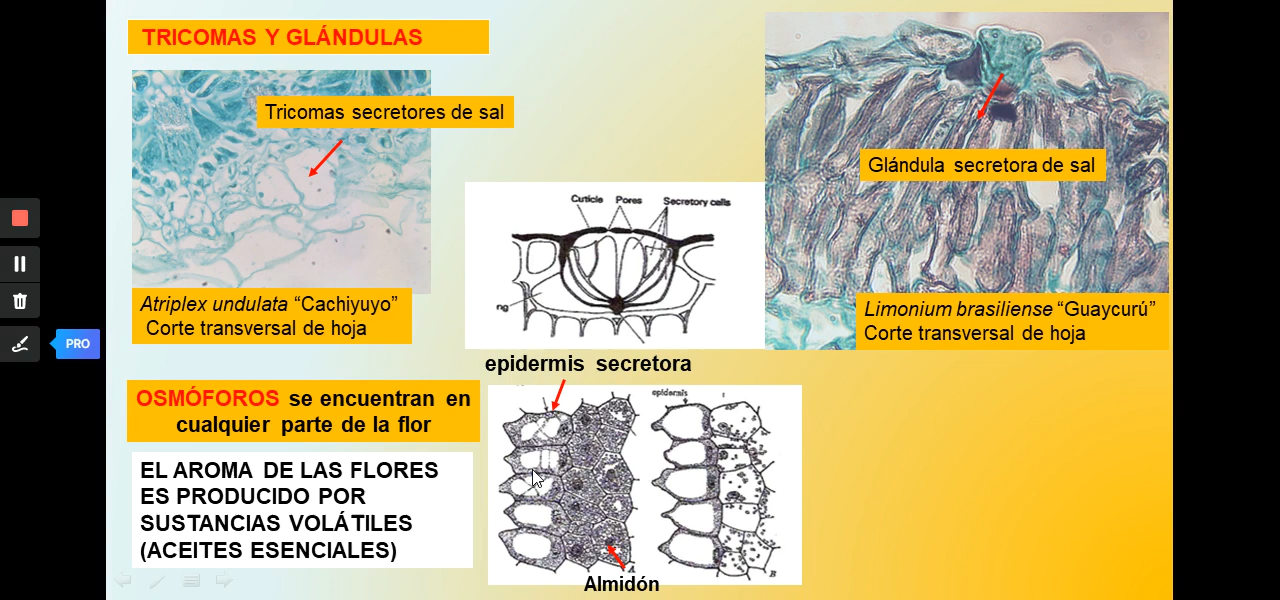 TRICOMAS Y GLÁNDULAS
Tricomas secretores de sal
Atriplex undulata “Cachiyuyo”
Corte transversal de hoja
Glándula secretora de sal
Limonium brasiliense “Guaycurú”
Corte transversal de hoja
Cuticle Pores Secretory cells
ng
PRO
epidermis secretora
OSMÓFOROS se encuentran en
cualquier parte de la flor
EL AROMA DE LAS FLORES
ES PRODUCIDO POR
SUSTANCIAS VOLÁTILES
(ACEITES ESENCIALES)
epidermis
A
B
Almidón